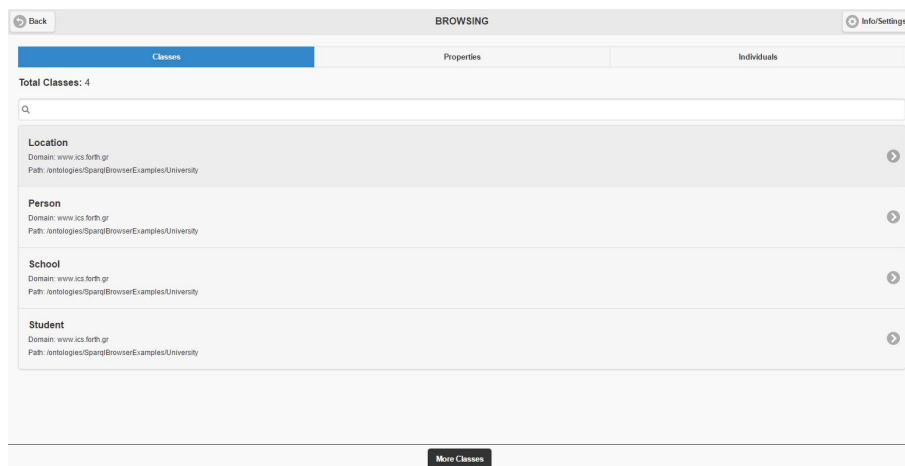 Back
BROWSING
Info/Settings
Classes
Properties
Individuals
Total Classes: 4
Location
Domain: www.ics.forth.gr
Path: /ontologies/SparqlBrowserExamples/University
Person
Domain: www.ics.forth.gr
Path: /ontologies/SparqlBrowserExamples/University
School
Domain: www.ics.forth.gr
Path: /ontologies/SparqlBrowserExamples/University
Student
Domain: www.ics.forth.gr
Path: /ontologies/SparqlBrowserExamples/University
More Classes